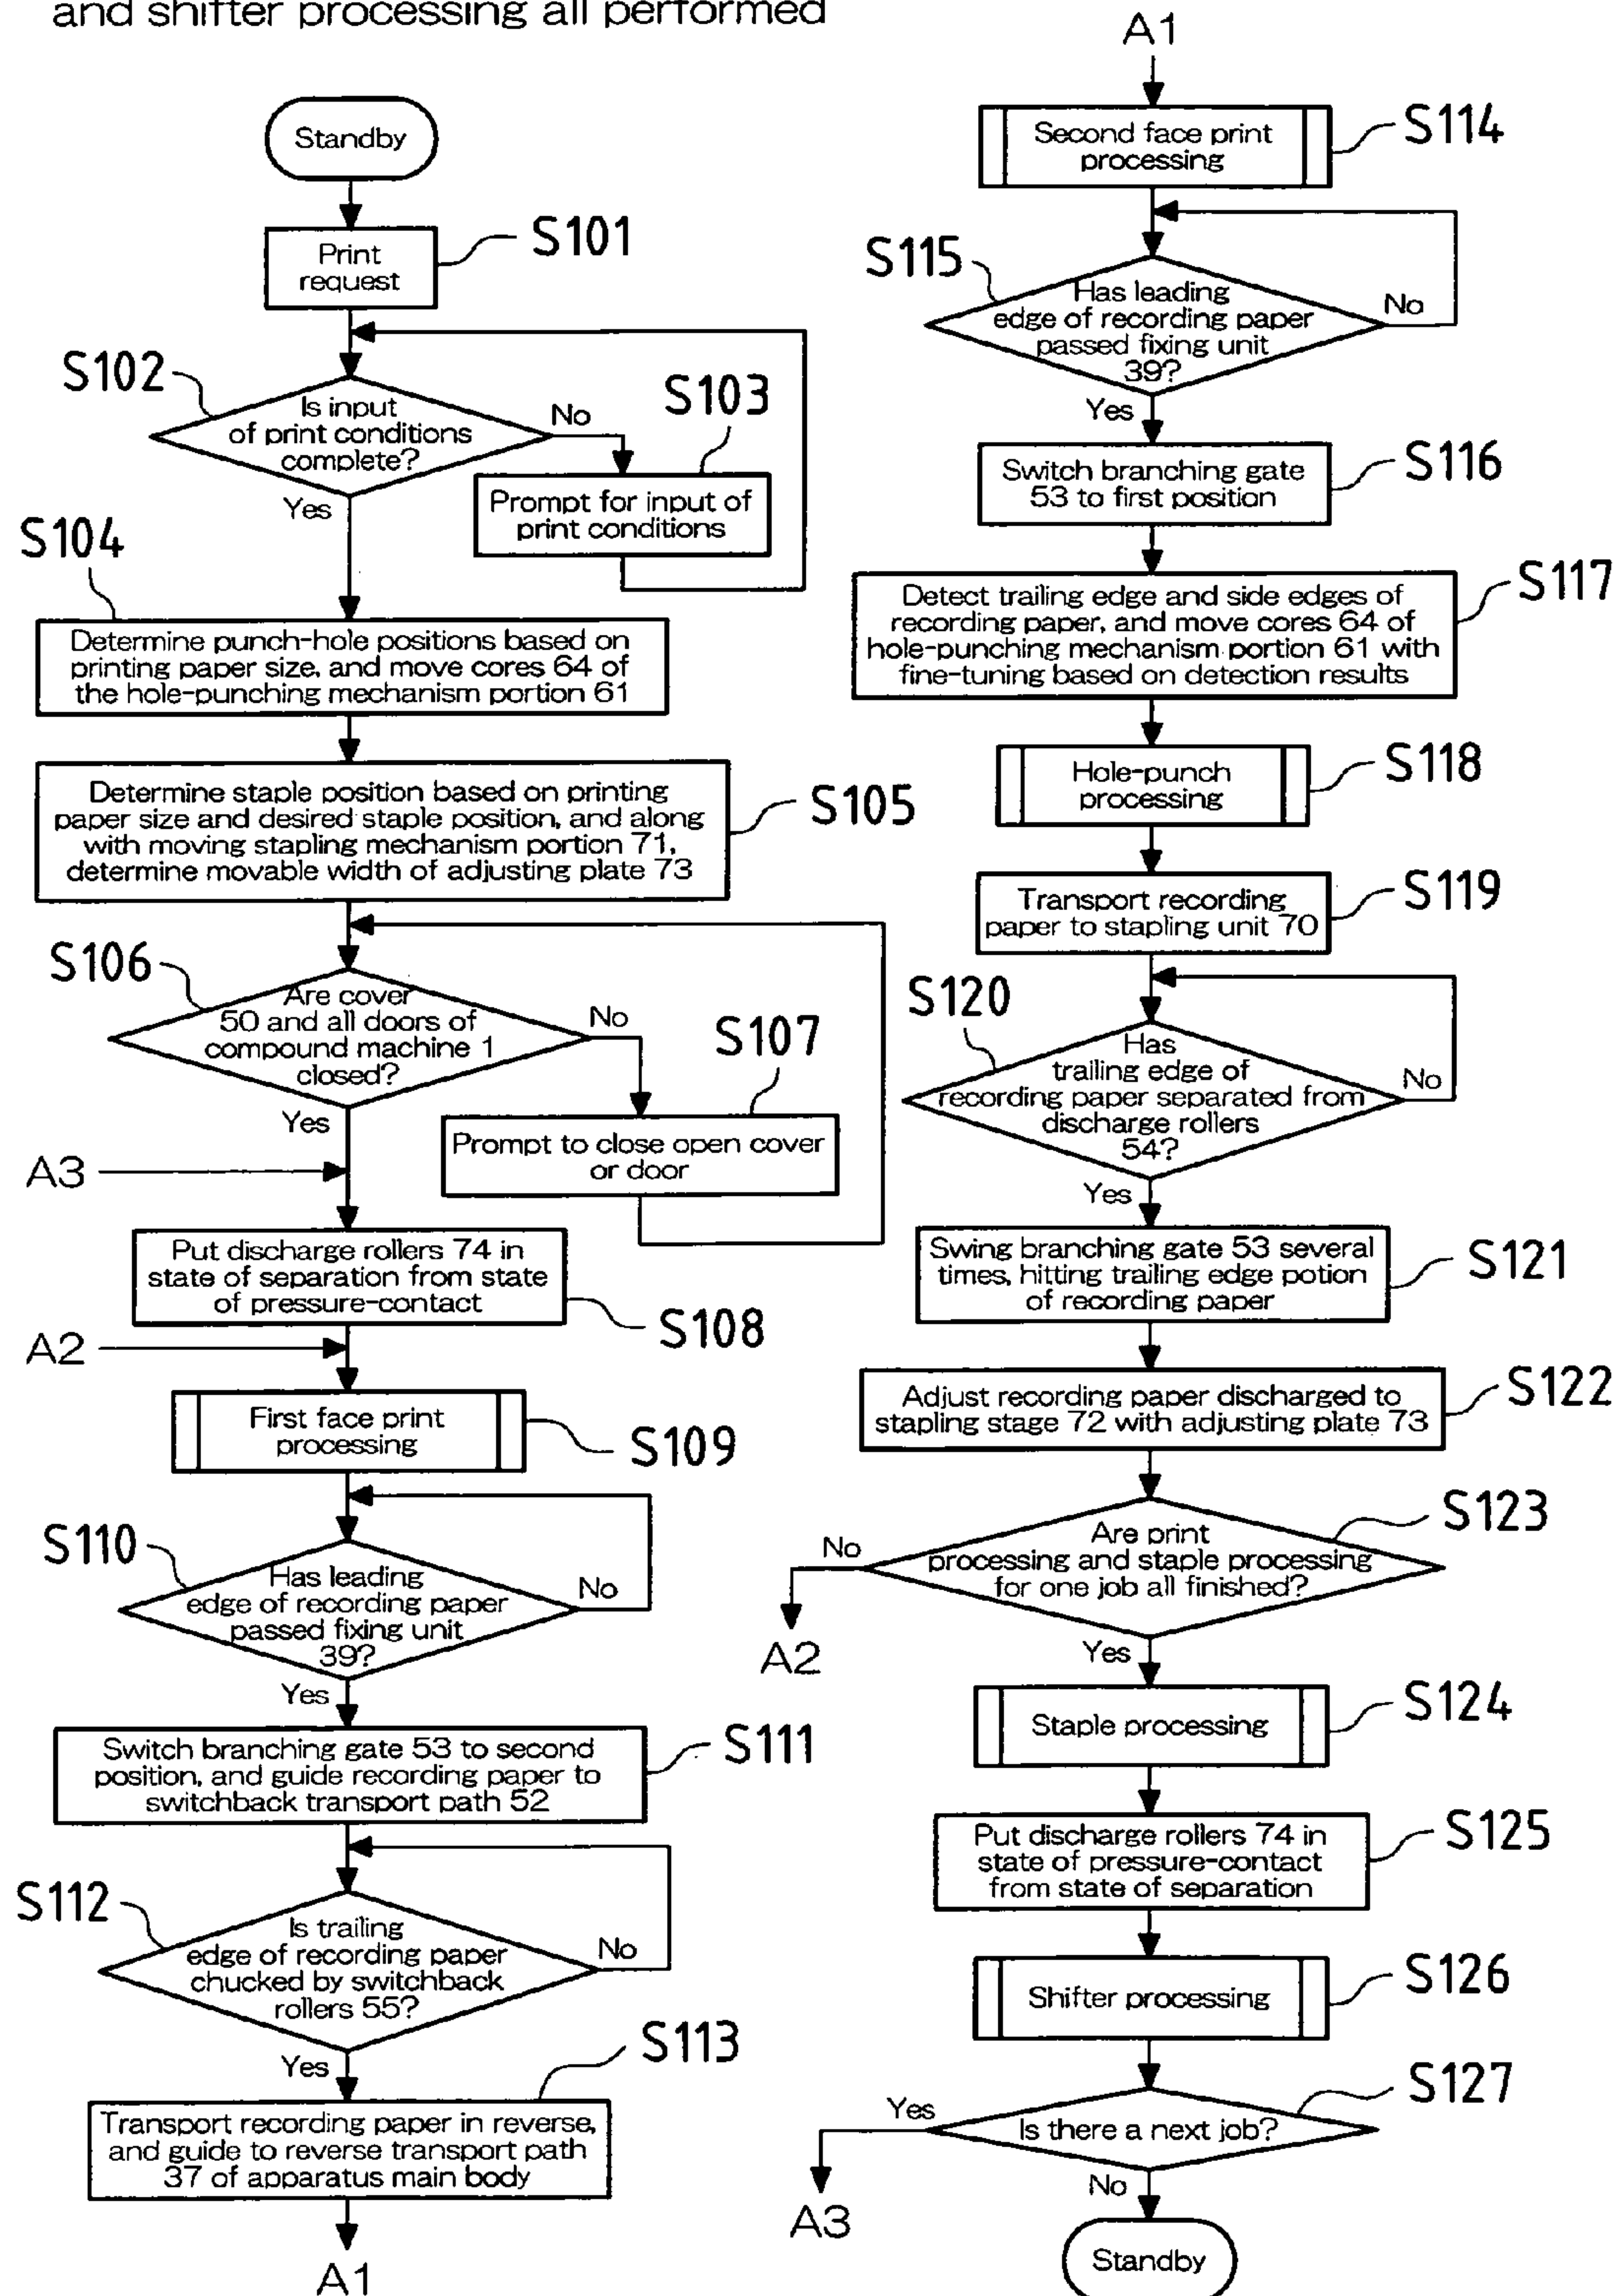 and shifter processing all performed
Standby
Print
request
S101
S102
Is input
of print conditions
complete?
No
Yes
S103
Prompt for input of
print conditions
S104
Determine punch-hole positions based on
printing paper size, and move cores 64 of
the hole-punching mechanism portion 61
Determine staple position based on printing
paper size and desired staple position, and along
with moving stapling mechanism portion 71,
determine movable width of adjusting plate 73
S105
S106
Are cover
50 and all doors of
compound machine 1
closed?
No
Yes
S107
Prompt to close open cover
or door
A3
Put discharge rollers 74 in
state of separation from state
of pressure-contact
S108
A2
First face print
processing
S109
S110
Has leading
edge of recording paper
passed fixing unit
39?
No
Yes
Switch branching gate 53 to second
position, and guide recording paper to
switchback transport path 52
S111
S112
Is trailing
edge of recording paper
chucked by switchback
rollers 55?
No
Yes
S113
Transport recording paper in reverse,
and guide to reverse transport path
37 of apparatus main body
A1
A1
Second face print
processing
S114
S115
Has leading
edge of recording paper
passed fixing unit
39?
No
Yes
Switch branching gate
53 to first position
S116
Detect trailing edge and side edges of
recording paper, and move cores 64 of
hole-punching mechanism portion 61 with
fine-tuning based on detection results
S117
Hole-punch
processing
S118
Transport recording
paper to stapling unit 70
S119
S120
Has
trailing edge of
recording paper separated from
discharge rollers
54?
No
Yes
Swing branching gate 53 several
times, hitting trailing edge potion
of recording paper
S121
Adjust recording paper discharged to
stapling stage 72 with adjusting plate 73
S122
S123
Are print
processing and staple processing
for one job all finished?
No
A2
Yes
Staple processing
S124
Put discharge rollers 74 in
state of pressure-contact
from state of separation
S125
Shifter processing
S126
S127
Is there a next job?
Yes
A3
No
Standby